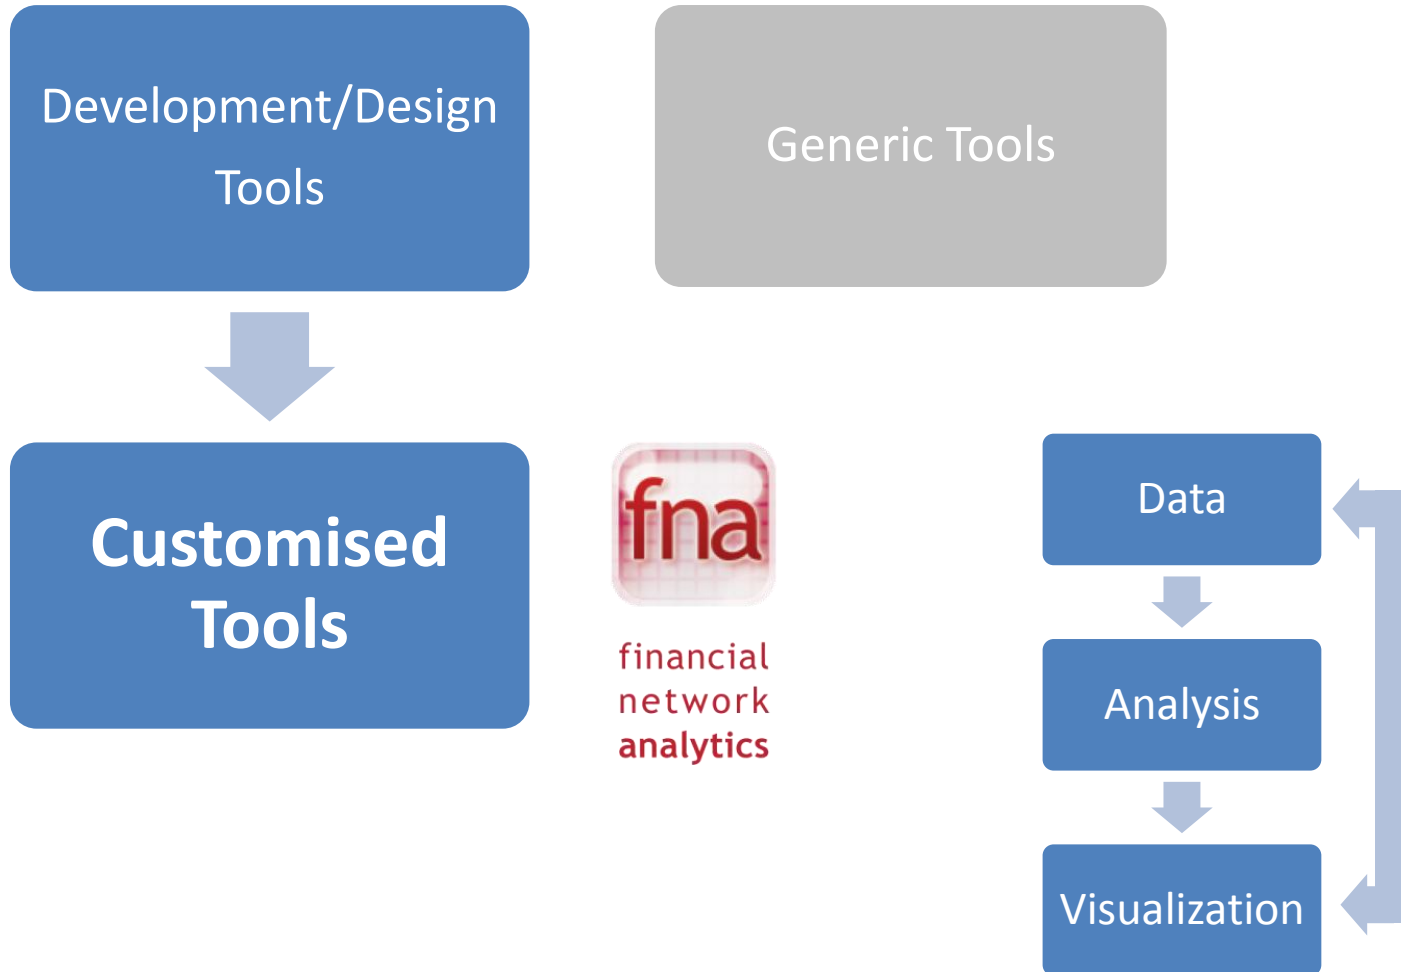 Development/Design
Tools
Generic Tools
Customised
Tools
fna
financial
network
analytics
Data
Analysis
Visualization